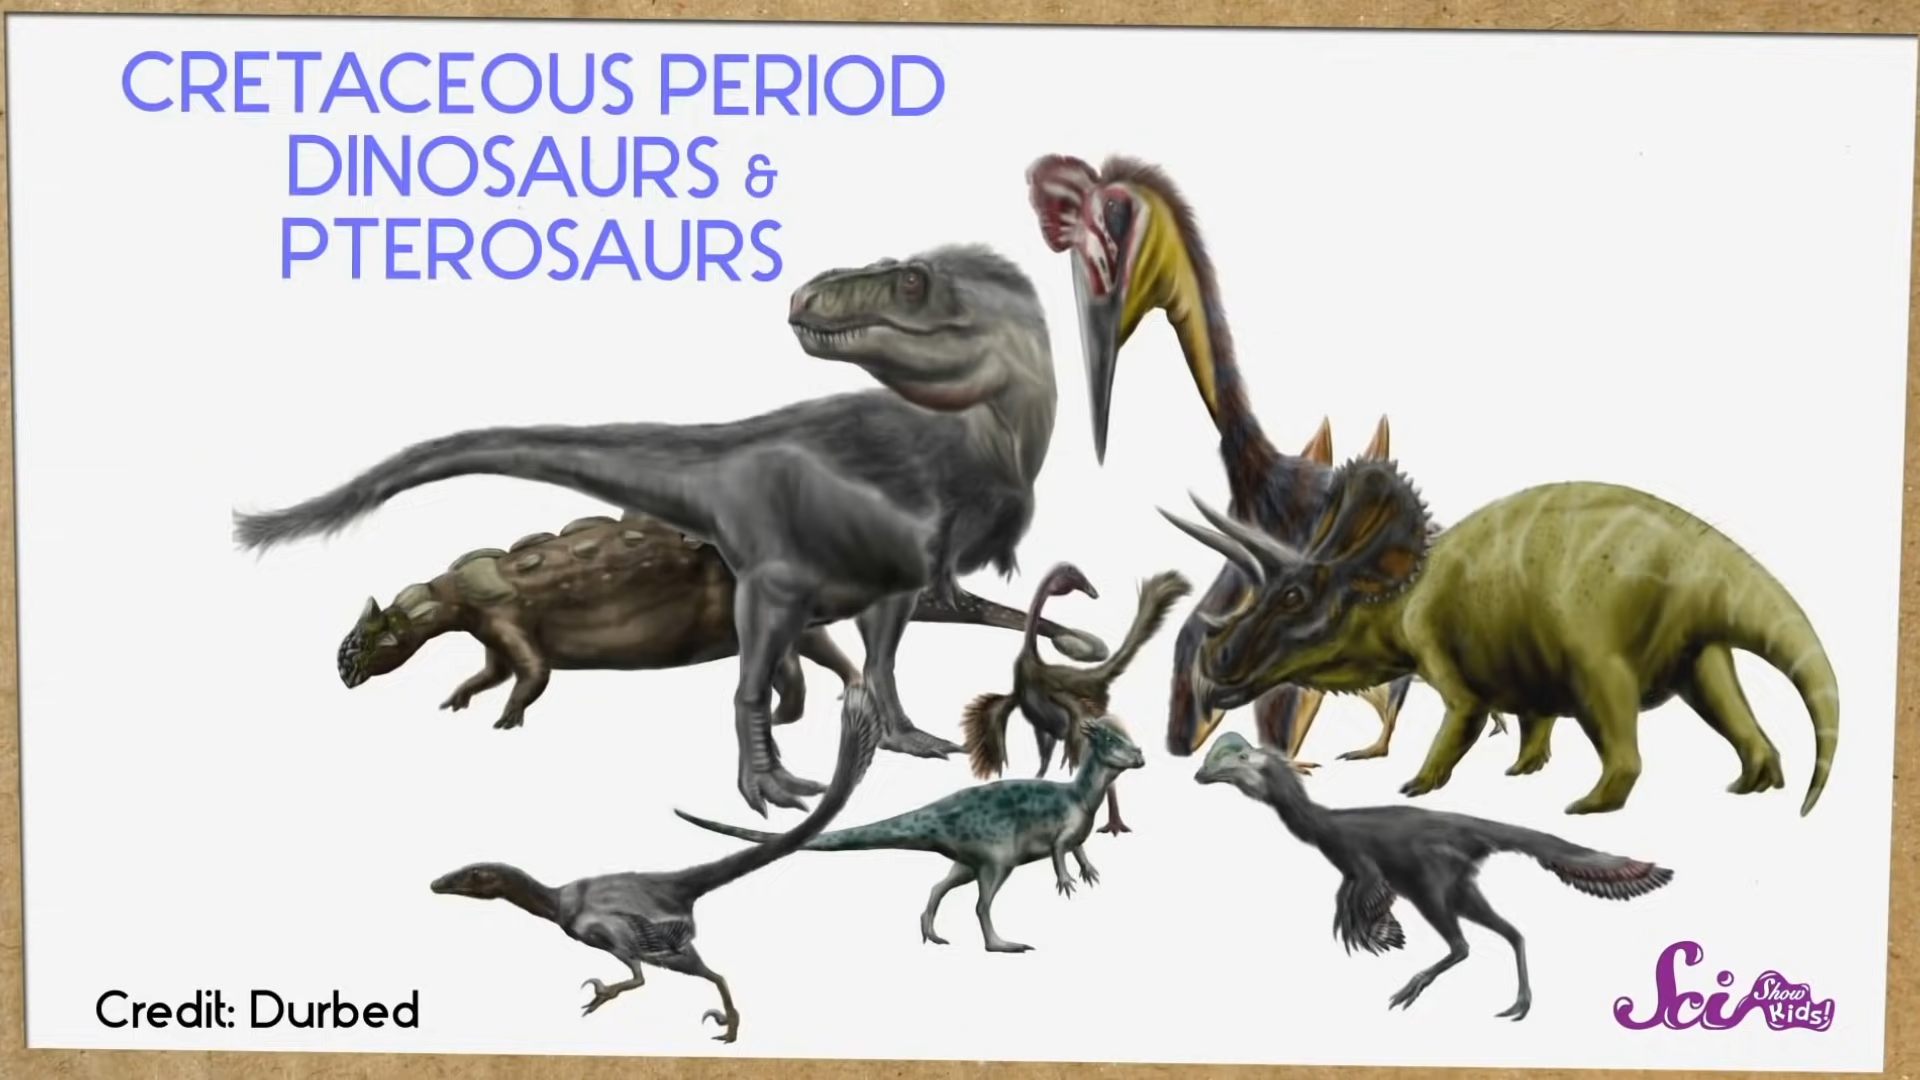 CRETACEOUS PERIOD
DINOSAURS &
PTEROSAURS
Credit: Durbed
Sci Show Kids!